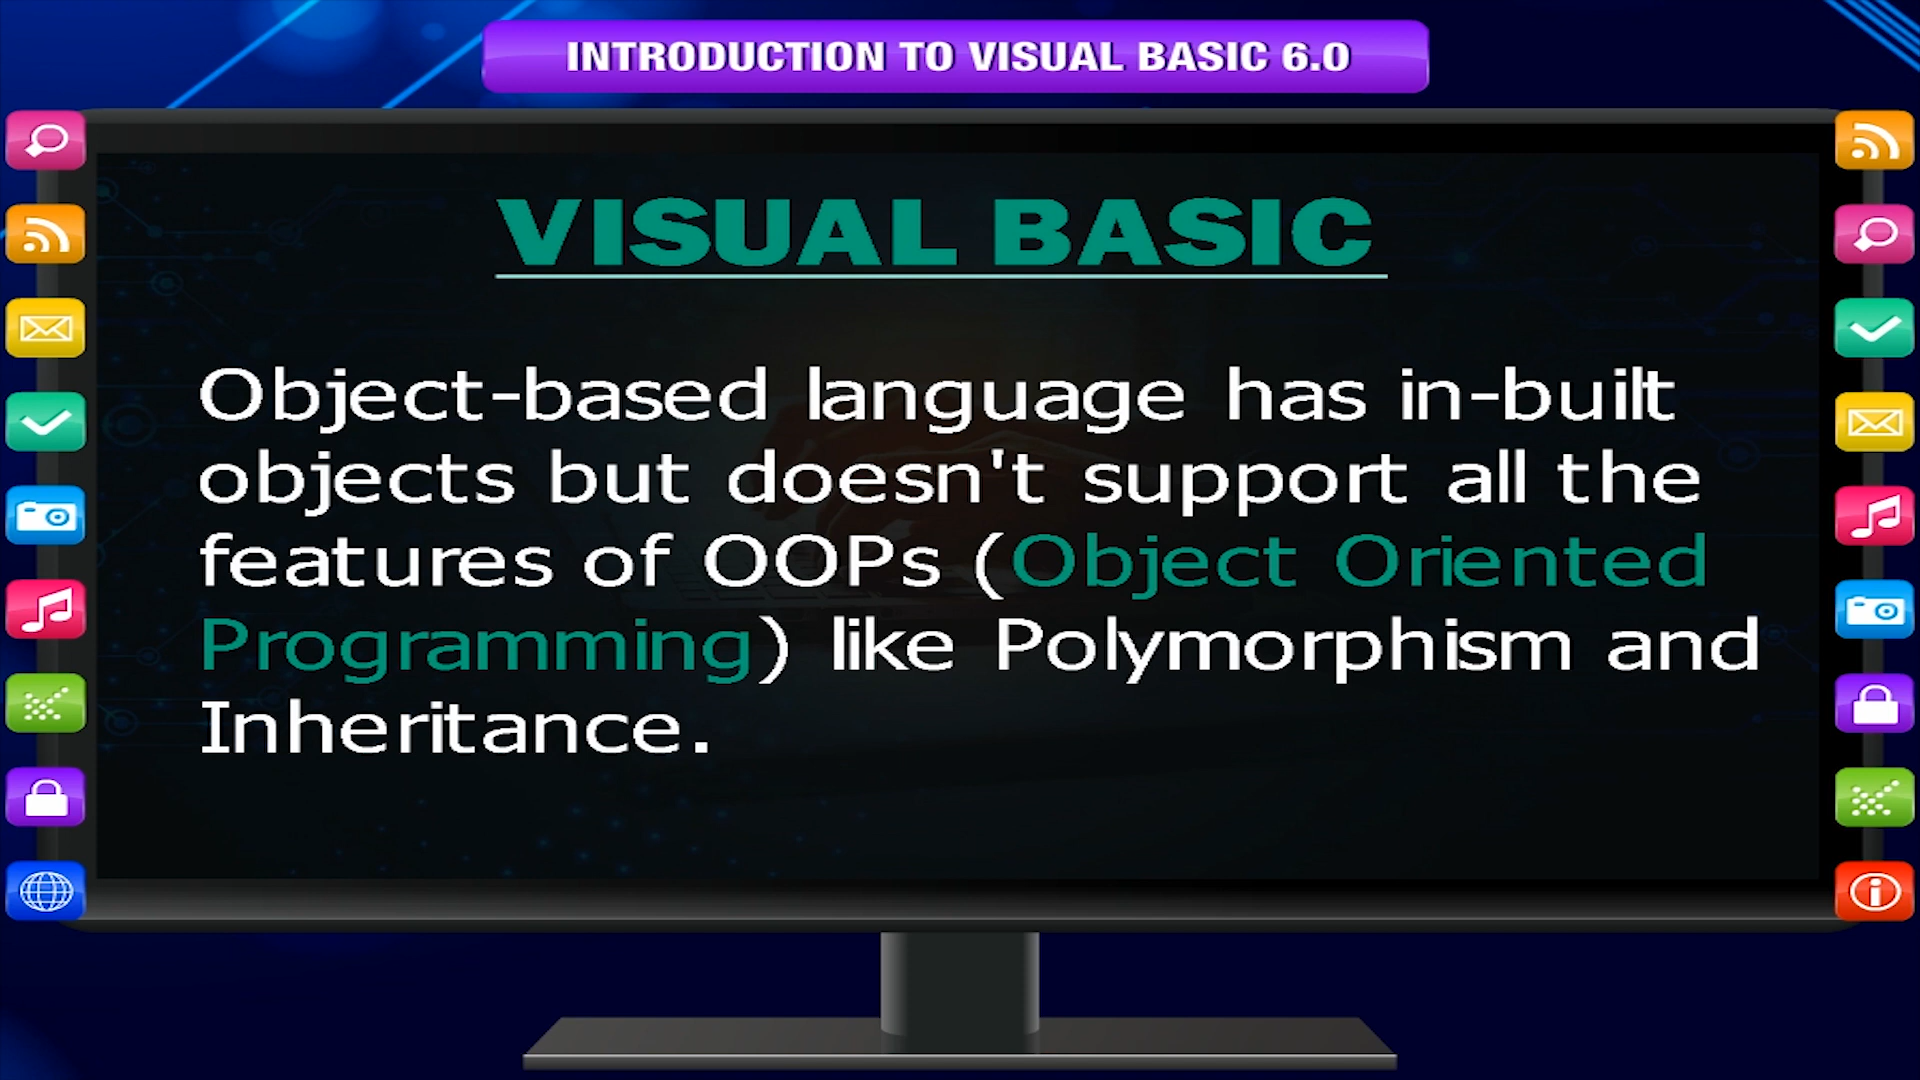 INTRODUCTION TO VISUAL BASIC 6.0
VISUAL BASIC
Object-based language has in-built
objects but doesn't support all the
features of OOPs (Object Oriented
Programming) like Polymorphism and
Inheritance.